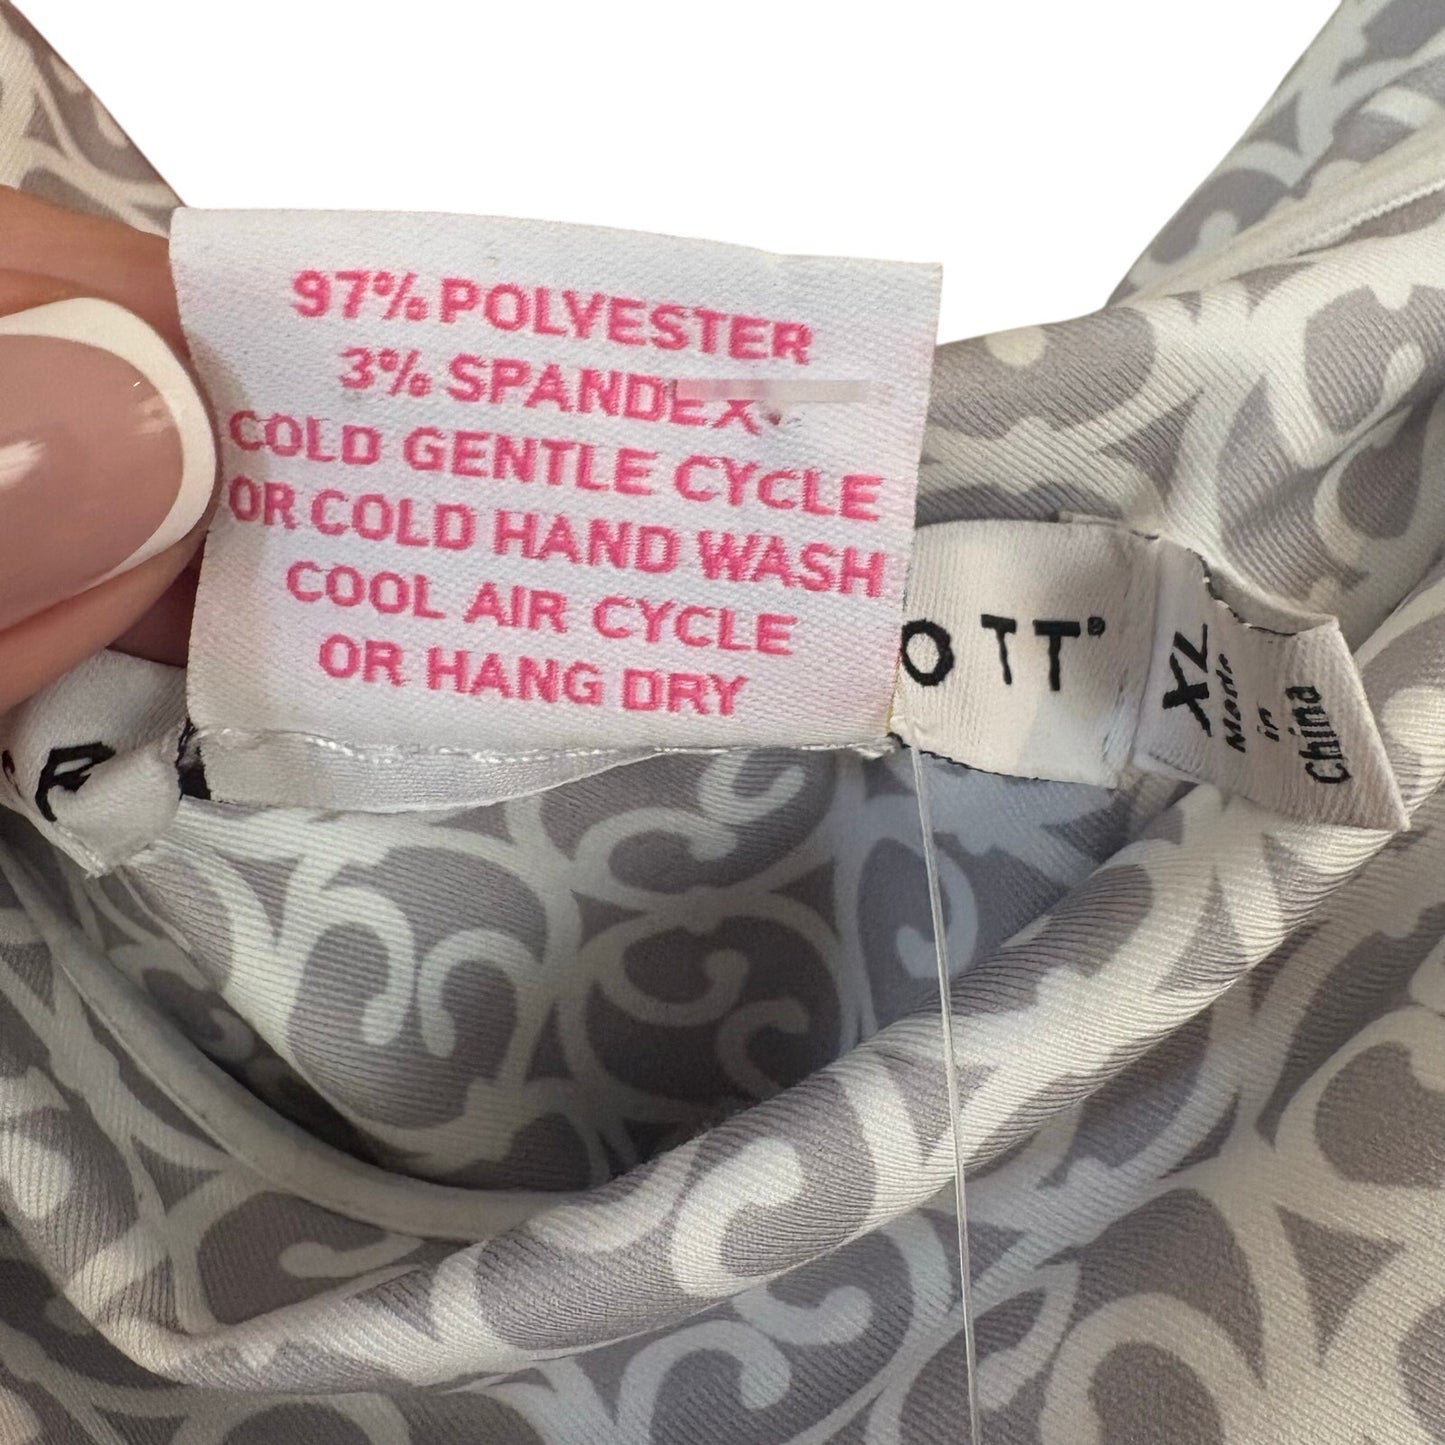 97% POLYESTER
3% SPANDEX
COLD GENTLE CYCLE
OR COLD HAND WASH
COOL AIR CYCLE
OR HANG DRY
OTT®
XL
Made
in
China